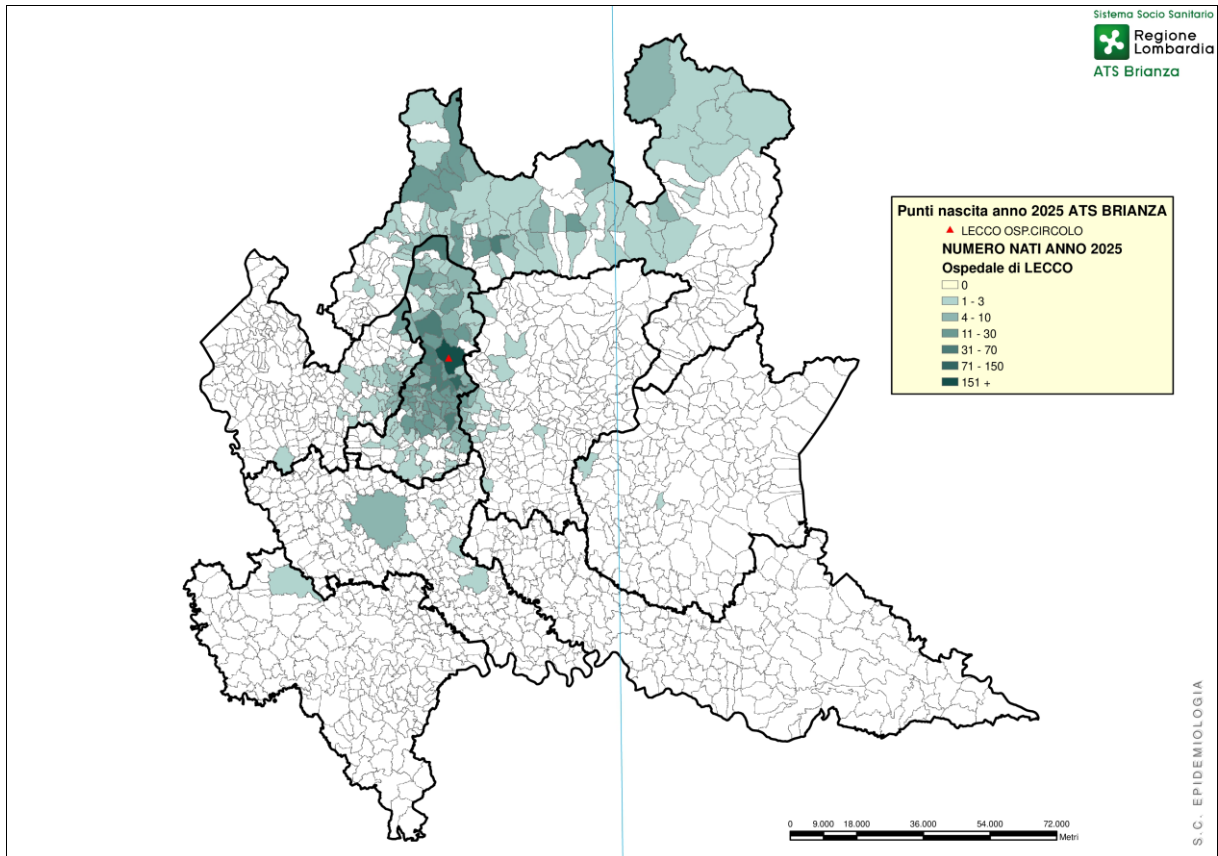 Sistema Socio Sanitario
Regione
Lombardia
ATS Brianza
Punti nascita anno 2025 ATS BRIANZA
LECCO OSP.CIRCOLO
NUMERO NATI ANNO 2025
Ospedale di LECCO
0
1 - 3
4 - 10
11 - 30
31 - 70
71 - 150
151 +
S.C. EPIDEMIOLOGIA
0 9.000 18.000 36.000 54.000 72.000
Metri